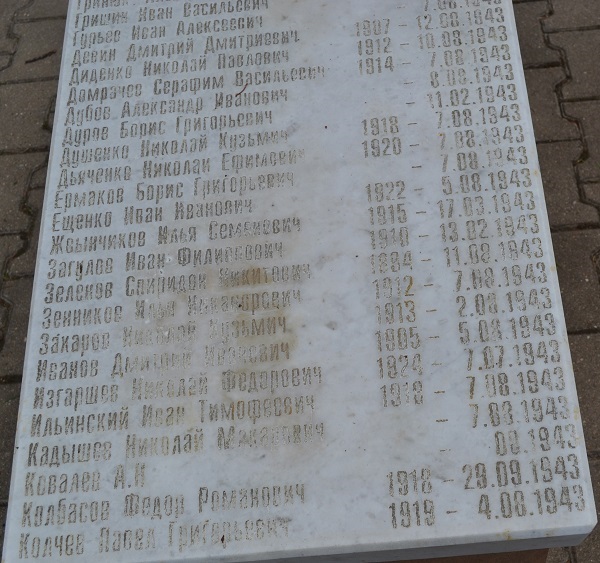 Гришин Иван Васильевич
Гурьев Иван Алексеевич – 7.08.1943
Девин Дмитрий Дмитриевич 1907 – 12.08.1943
Диденко Николай Павлович 1912 – 10.08.1943
Домрачев Серафим Васильевич 1914 – 7.08.1943
Дубов Александр Иванович – 8.08.1943
Дуров Борис Григорьевич – 11.02.1943
Душенко Николай Кузьмич 1918 – 7.08.1943
Дьяченко Николай Ефимович 1920 – 7.08.1943
Ермаков Борис Григорьевич – 7.08.1943
Ещенко Иван Иванович 1922 – 5.08.1943
Жвынчиков Илья Семенович 1915 – 17.03.1943
Загулов Иван Филиппович 1910 – 13.02.1943
Зеленов Спиридон Никитович 1894 – 11.08.1943
Зенников Илья 1912 – 7.08.1943
Захаров Николай Кузьмич 1913 – 2.08.1943
Иванов Дмитрий Иванович 1905 – 5.08.1943
Изгаршев Николай Федорович 1924 – 7.07.1943
Ильинский Иван Тимофеевич 1918 – 7.08.1943
Кадышев Николай Макарович – 7.08.1943
Ковалев А.Н – 08.1943
Колбасов Федор Романович 1918 – 29.09.1943
Колчев Павел Григорьевич 1919 – 4.08.1943